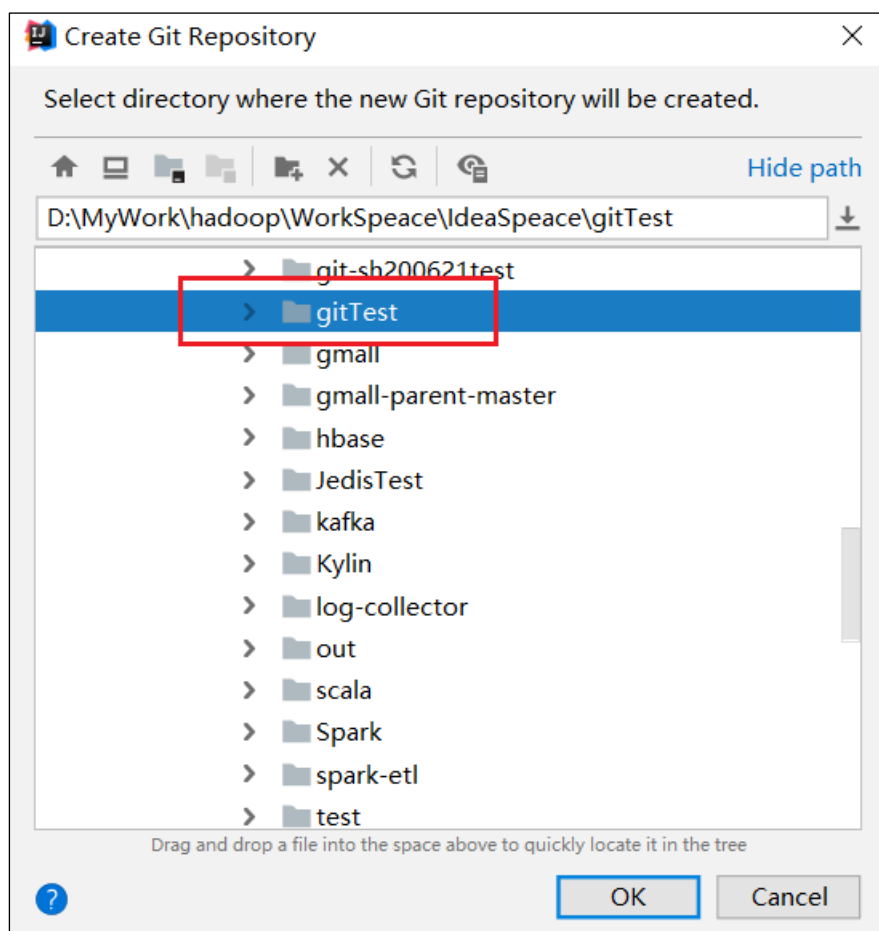 Create Git Repository
Select directory where the new Git repository will be created.
Hide path
D:\MyWork\hadoop\WorkSpeace\IdeaSpeace\gitTest
git-sh200621test
gitTest
gmall
gmall-parent-master
hbase
JedisTest
kafka
Kylin
log-collector
out
scala
Spark
spark-etl
test
Drag and drop a file into the space above to quickly locate it in the tree
?
OK Cancel